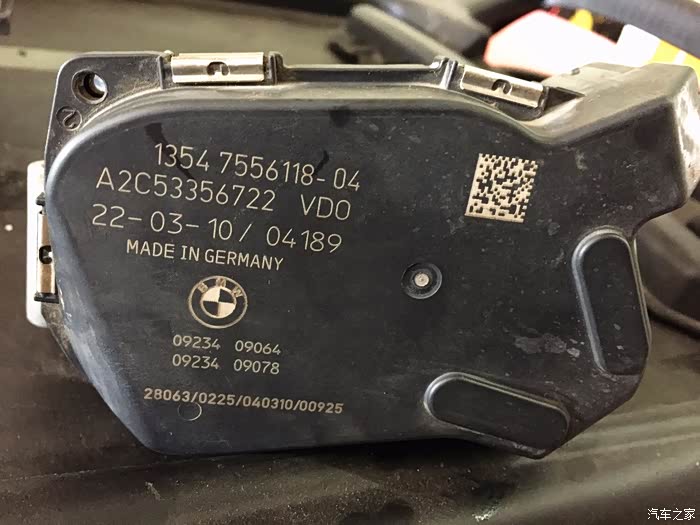 1354 7556118-04
A2C53356722 VDO
22-03-10/ 04189
MADE IN GERMANY
BMW
09234 09064
09234 09078
28063/0225/040310/00925
汽车之家